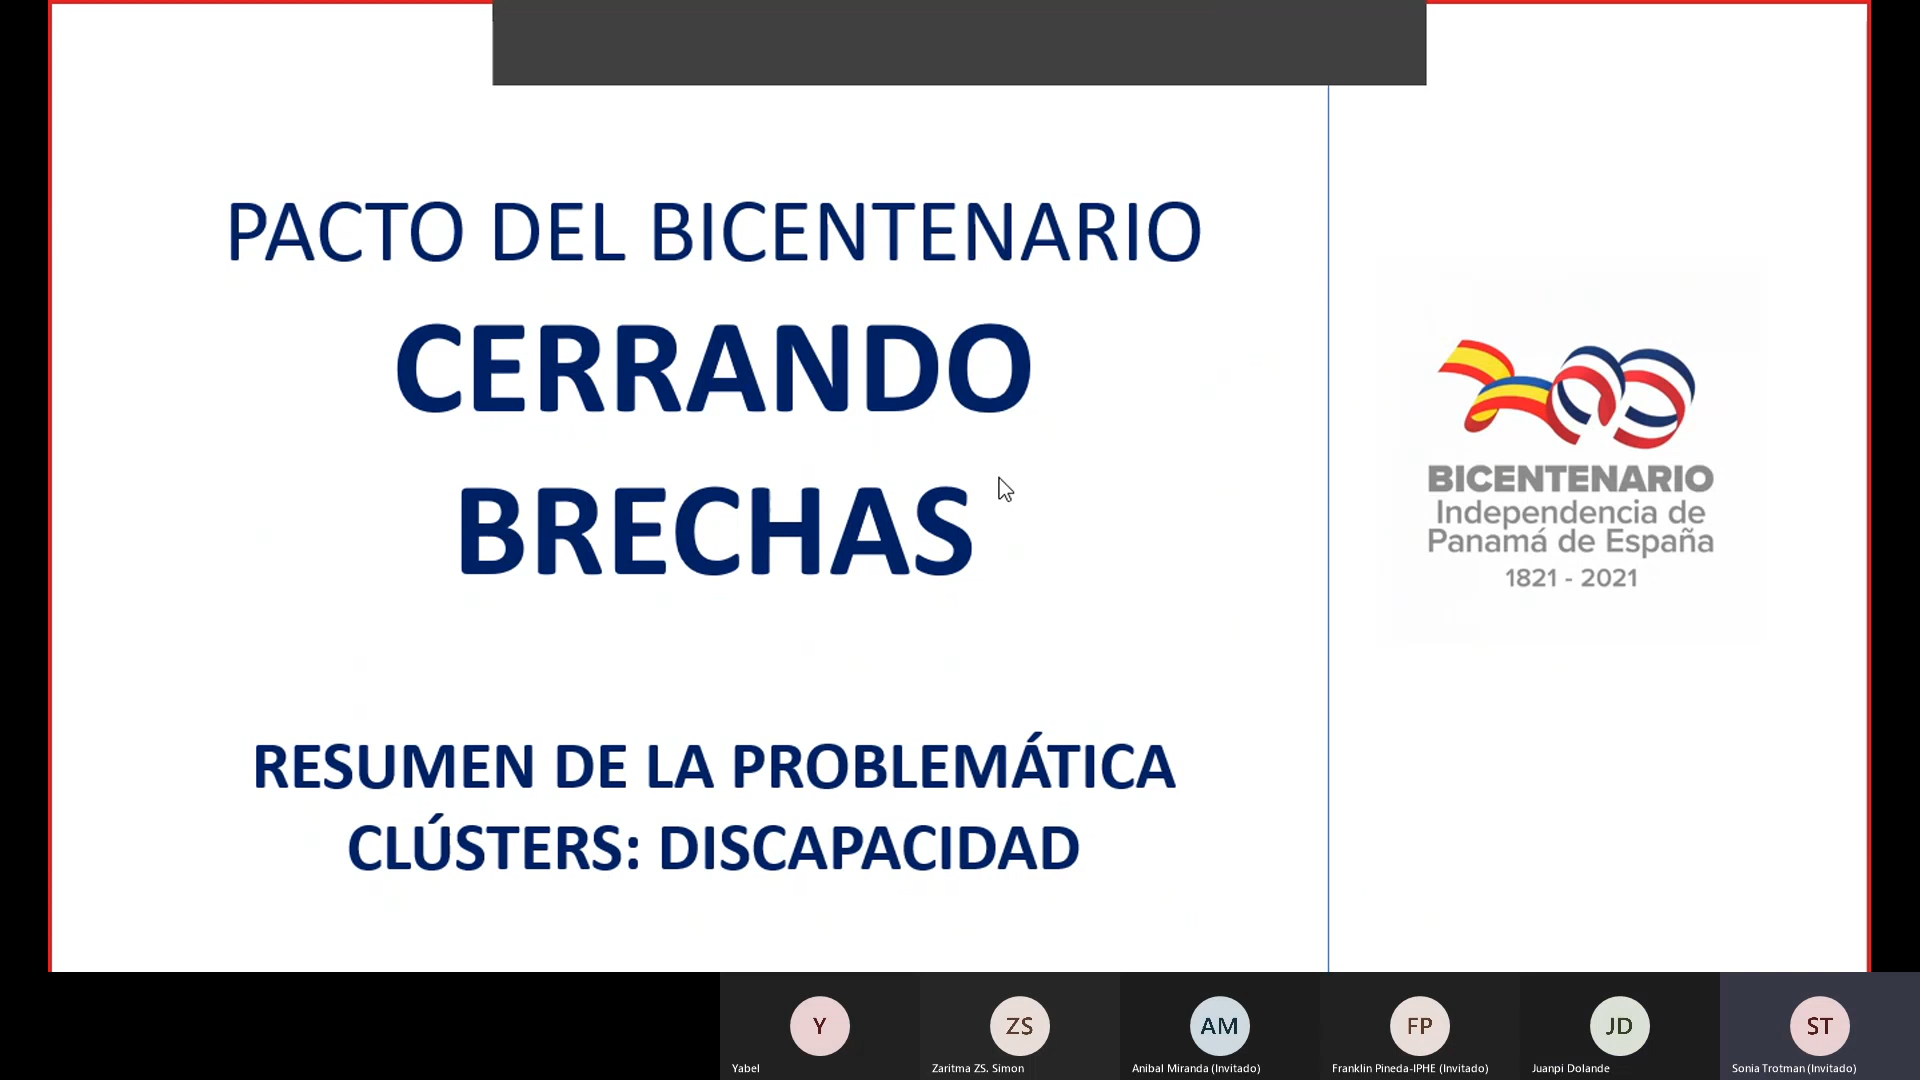 PACTO DEL BICENTENARIO
CERRANDO
BRECHAS
RESUMEN DE LA PROBLEMÁTICA
CLÚSTERS: DISCAPACIDAD
BICENTENARIO
Independencia de
Panamá de España
1821 - 2021
Y
Yabel
ZS
Zaritma ZS. Simon
AM
Anibal Miranda (Invitado)
FP
Franklin Pineda-IPHE (Invitado)
JD
Juanpi Dolande
ST
Sonia Trotman (Invitado)